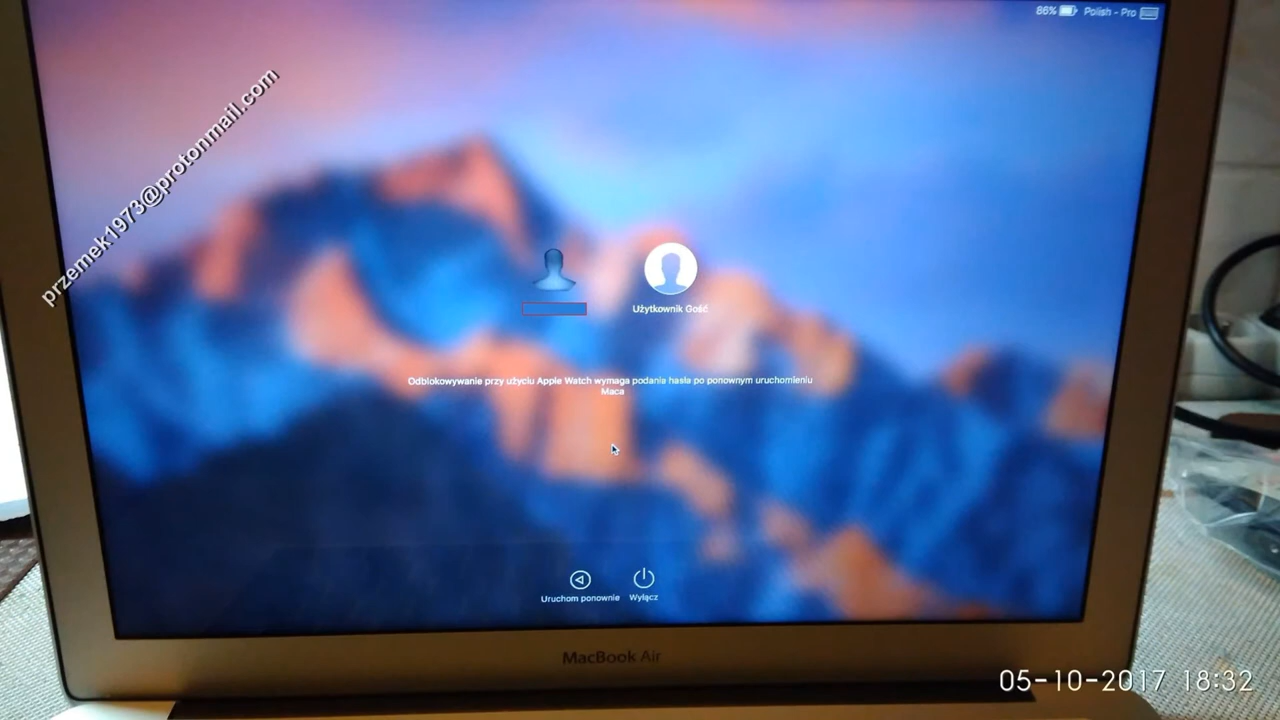 86% Polish - Pro
przemek1973@protonmail.com
Użytkownik Gość
Odblokowywanie przy użyciu Apple Watch wymaga podania hasła po ponownym uruchomieniu
Maca
Uruchom ponownie Wyłącz
MacBook Air
05-10-2017 18:32